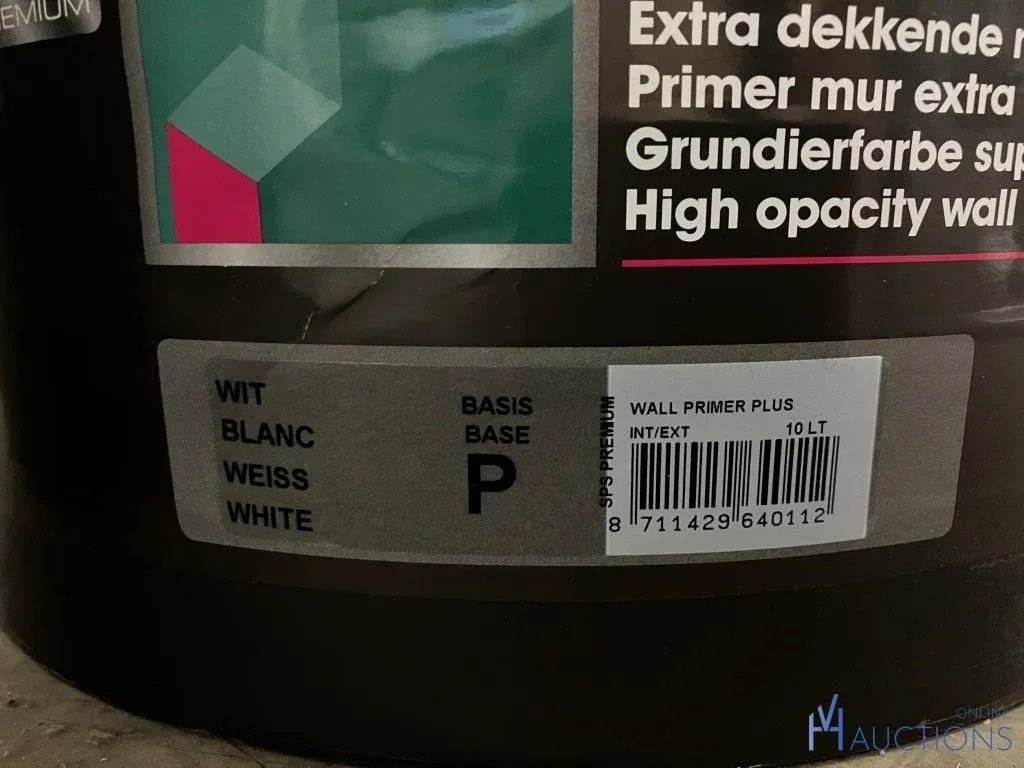 EMIUM
Extra dekkende
Primer mur extra
Grundierfarbe
High opacity wall
WIT
BLANC
WEISS
WHITE
BASIS
BASE
P
SPS PREMIUM
WALL PRIMER PLUS
INT/EXT 10 LT
8 711429 640112
VH ONLINE
AUCTIONS